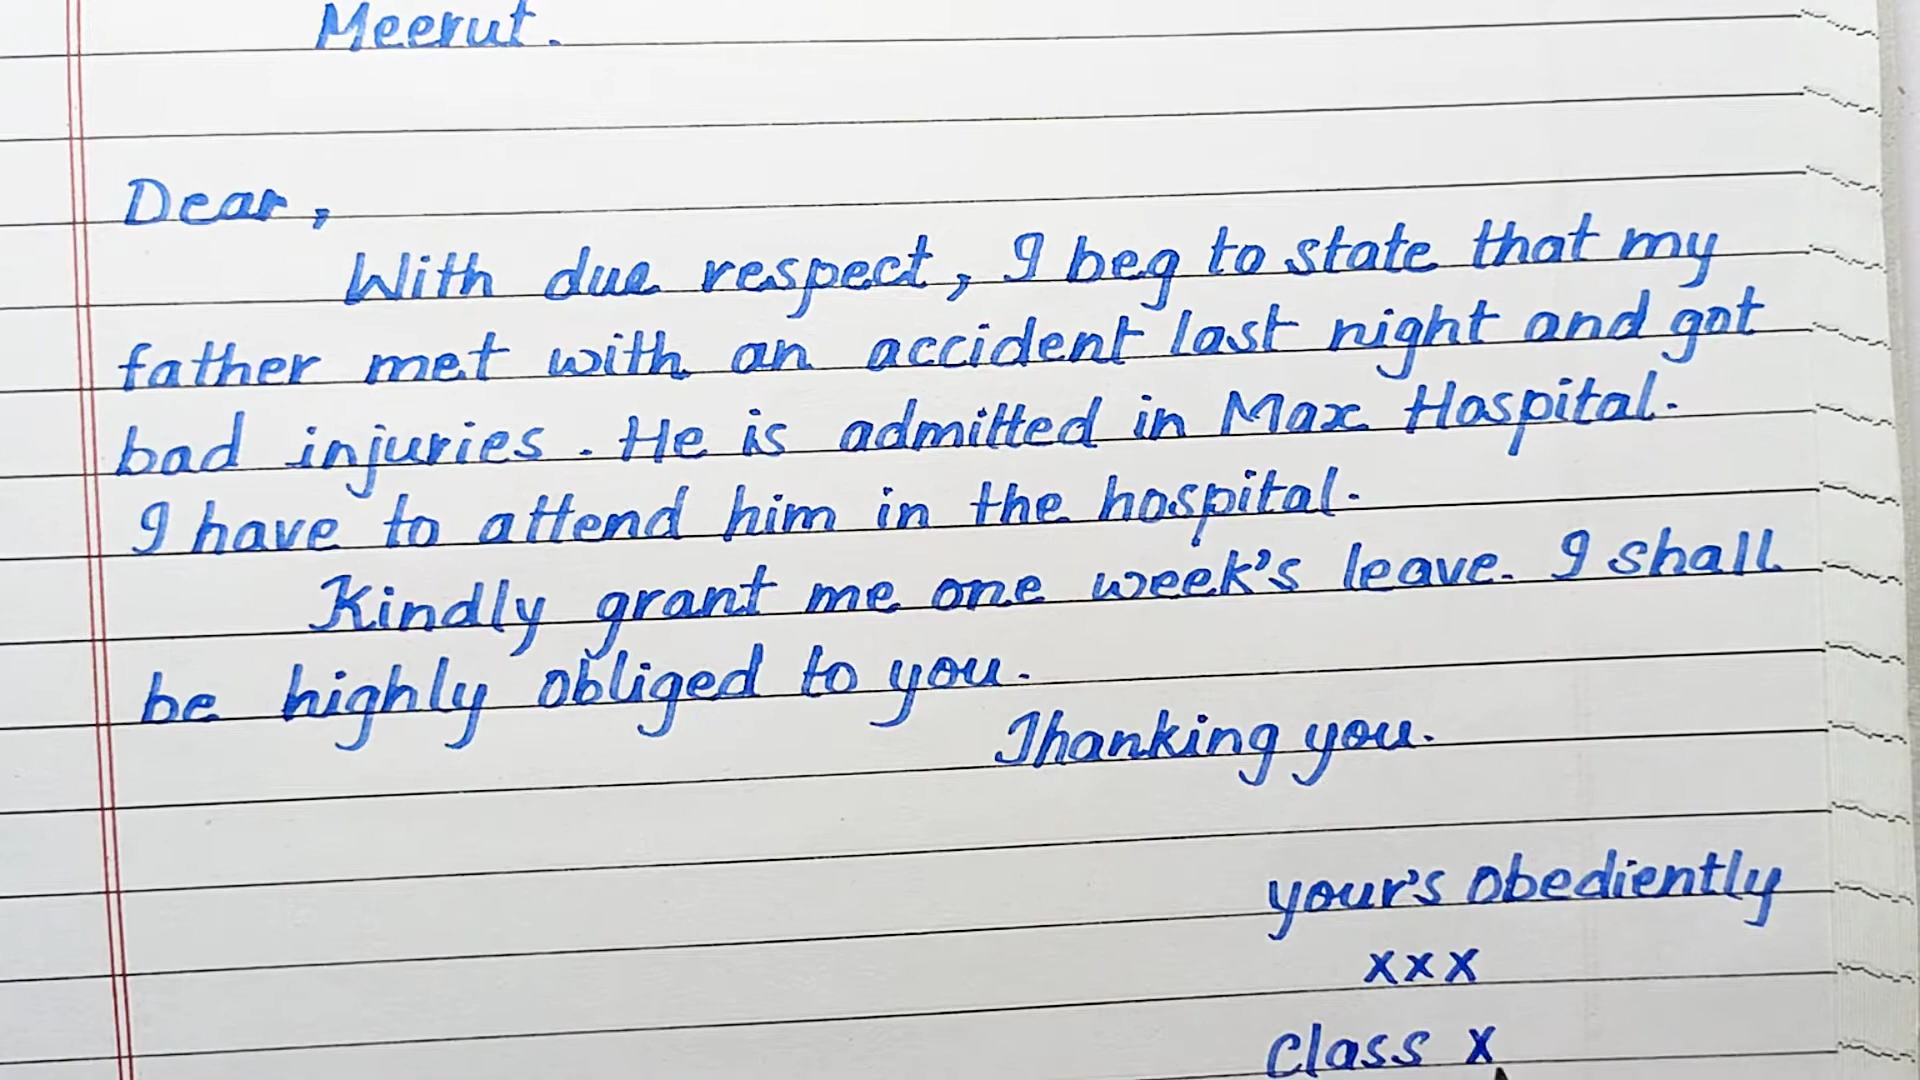 Meerut.
Dear,
With due respect, I beg to state that my
father met with an accident last night and got
bad injuries. He is admitted in Max Hospital.
I have to attend him in the hospital.
Kindly grant me one week's leave. I shall
be highly obliged to you.
Thanking you.
your's obediently
xxx
Class x